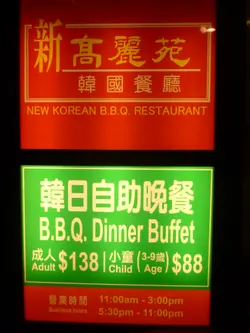 新高麗苑
韓國餐廳
NEW KOREAN B.B.Q. RESTAURANT
韓日自助晚餐
B.B.Q. Dinner Buffet
成人 Adult $138 | 小童 Child (3-9歲) (Age) $88
營業時間 11:00am - 3:00pm
Business hours 5:30pm - 11:00pm